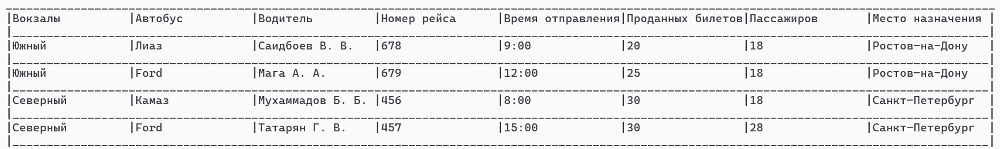 |Вокзалы |Автобус |Водитель |Номер рейса |Время отправления|Проданных билетов|Пассажиров |Место назначения |
|Южный |Лиаз |Саидбоев В. В. |678 |9:00 |20 |18 |Ростов-на-Дону |
|Южный |Ford |Мага А. А. |679 |12:00 |25 |18 |Ростов-на-Дону |
|Северный |Камаз |Мухаммадов Б. Б. |456 |8:00 |30 |18 |Санкт-Петербург |
|Северный |Ford |Татарян Г. В. |457 |15:00 |30 |28 |Санкт-Петербург |